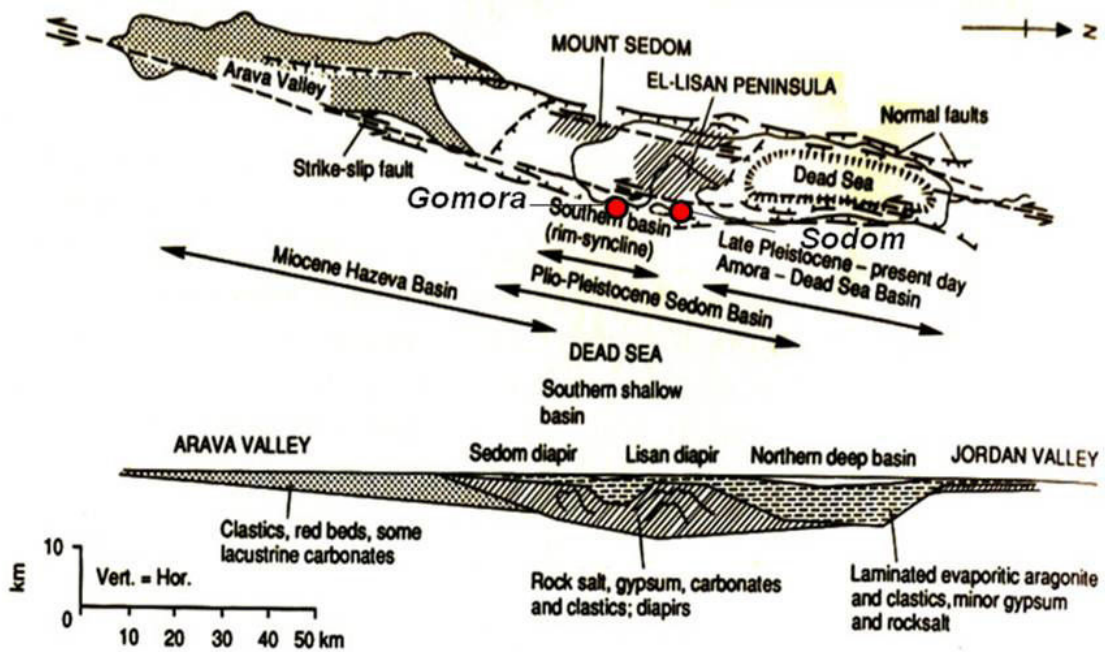 N
MOUNT SEDOM
EL-LISAN PENINSULA
Arava Valley
Normal faults
Strike-slip fault
Dead Sea
Gomora
Sodom
Southern basin
(rim-syncline)
Late Pleistocene – present day
Amora – Dead Sea Basin
Miocene Hazeva Basin
Plio-Pleistocene Sedom Basin
DEAD SEA
Southern shallow
basin
ARAVA VALLEY
Sedom diapir
Lisan diapir
Northern deep basin
JORDAN VALLEY
Clastics, red beds, some
lacustrine carbonates
Rock salt, gypsum, carbonates
and clastics; diapirs
Laminated evaporitic aragonite
and clastics, minor gypsum
and rocksalt
10
km
Vert. = Hor.
0
10 20 30 40 50 km